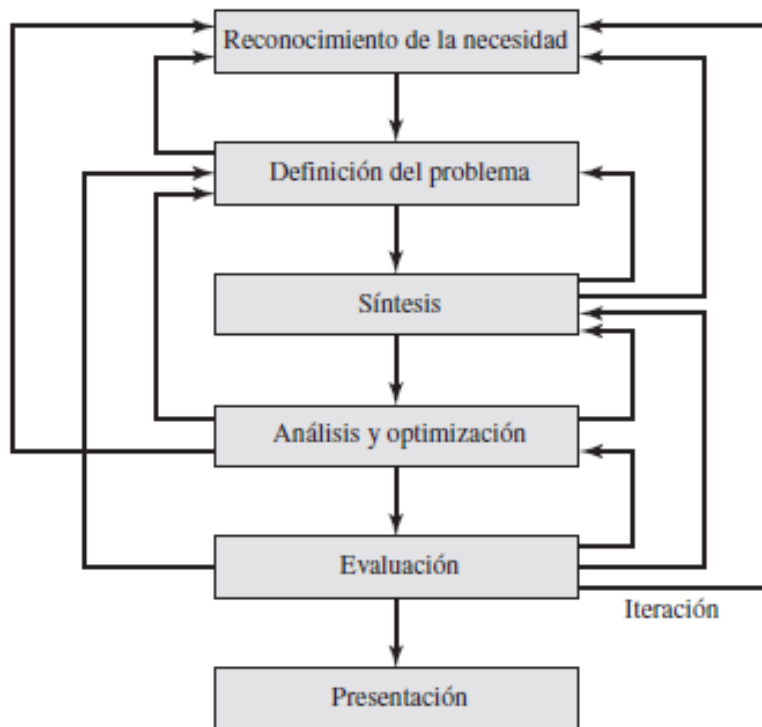 Reconocimiento de la necesidad
Definición del problema
Síntesis
Análisis y optimización
Evaluación
Iteración
Presentación